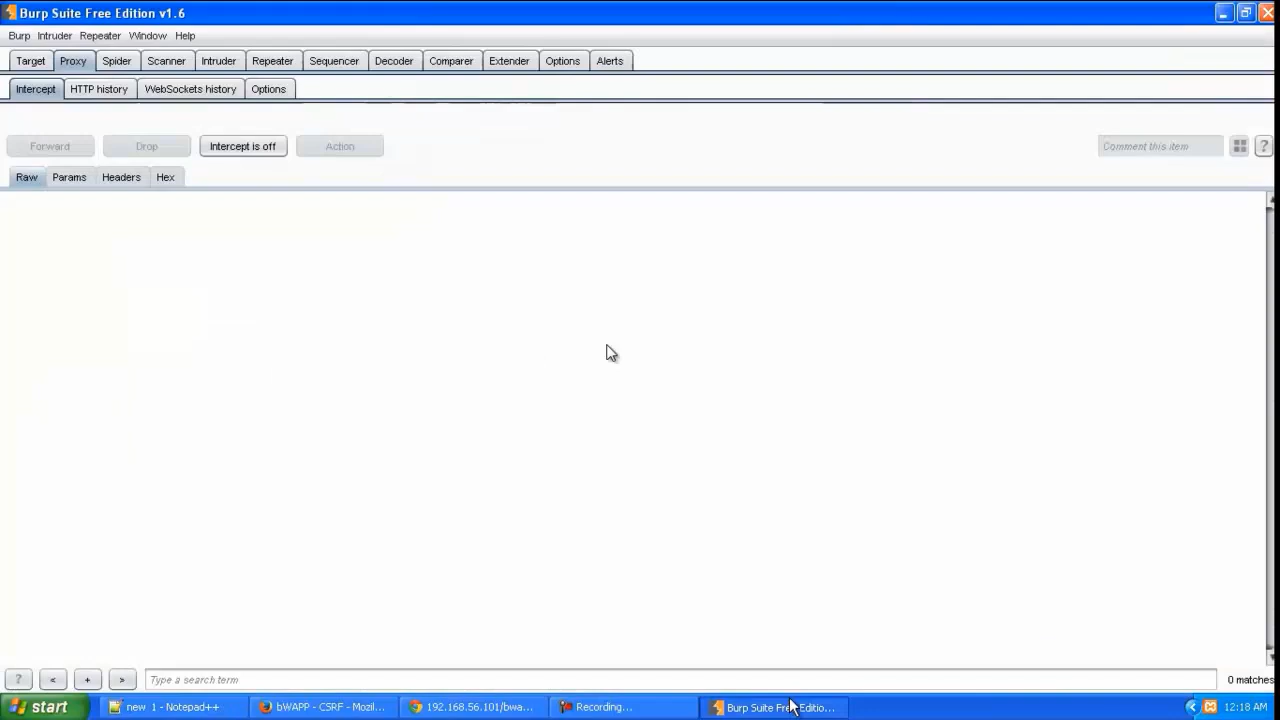 Burp Suite Free Edition v1.6
Burp Intruder Repeater Window Help
Target Proxy Spider Scanner Intruder Repeater Sequencer Decoder Comparer Extender Options Alerts
Intercept HTTP history WebSockets history Options
Forward Drop Intercept is off Action Comment this item ?
Raw Params Headers Hex
? < + > Type a search term 0 matches
start new 1 - Notepad++ bWAPP - CSRF - Mozil... 192.168.56.101/bwa... Recording... Burp Suite Free Editio... 12:18 AM